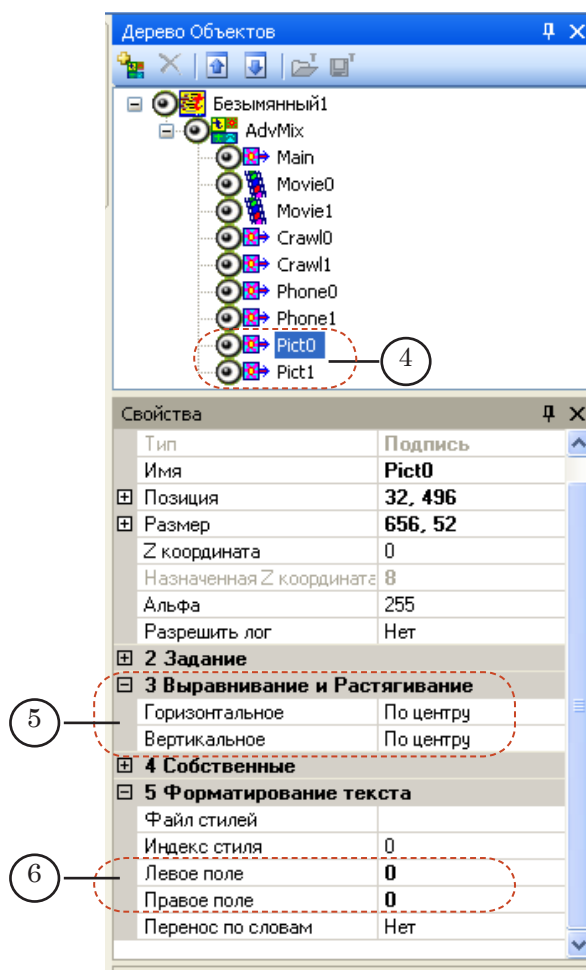 Дерево Объектов
Безымянный1
AdvMix
Main
Movie0
Movie1
Crawl0
Crawl1
Phone0
Phone1
Pict0
4
Pict1
Свойства
Тип Подпись
Имя Pict0
Позиция 32, 496
Размер 656, 52
Z координата 0
Назначенная Z координата 8
Альфа 255
Разрешить лог Нет
2 Задание
3 Выравнивание и Растягивание
5
Горизонтальное По центру
Вертикальное По центру
4 Собственные
5 Форматирование текста
Файл стилей
Индекс стиля 0
6
Левое поле 0
Правое поле 0
Перенос по словам Нет